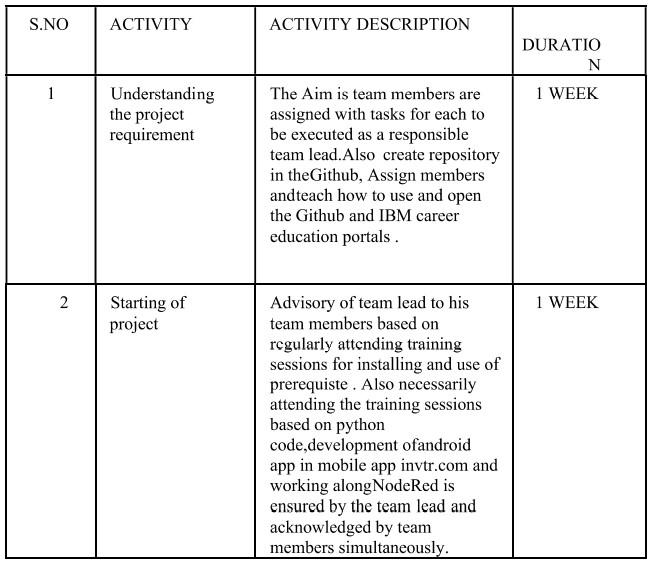 S.NO
ACTIVITY
ACTIVITY DESCRIPTION
DURATIO
N
1
Understanding
the project
requirement
The Aim is team members are
assigned with tasks for each to
be executed as a responsible
team lead.Also create repository
in theGithub, Assign members
andteach how to use and open
the Github and IBM career
education portals .
1 WEEK
2
Starting of
project
Advisory of team lead to his
team members based on
regularly attending training
sessions for installing and use of
prerequiste . Also necessarily
attending the training sessions
based on python
code,development ofandroid
app in mobile app invtr.com and
working alongNodeRed is
ensured by the team lead and
acknowledged by team
members simultaneously.
1 WEEK